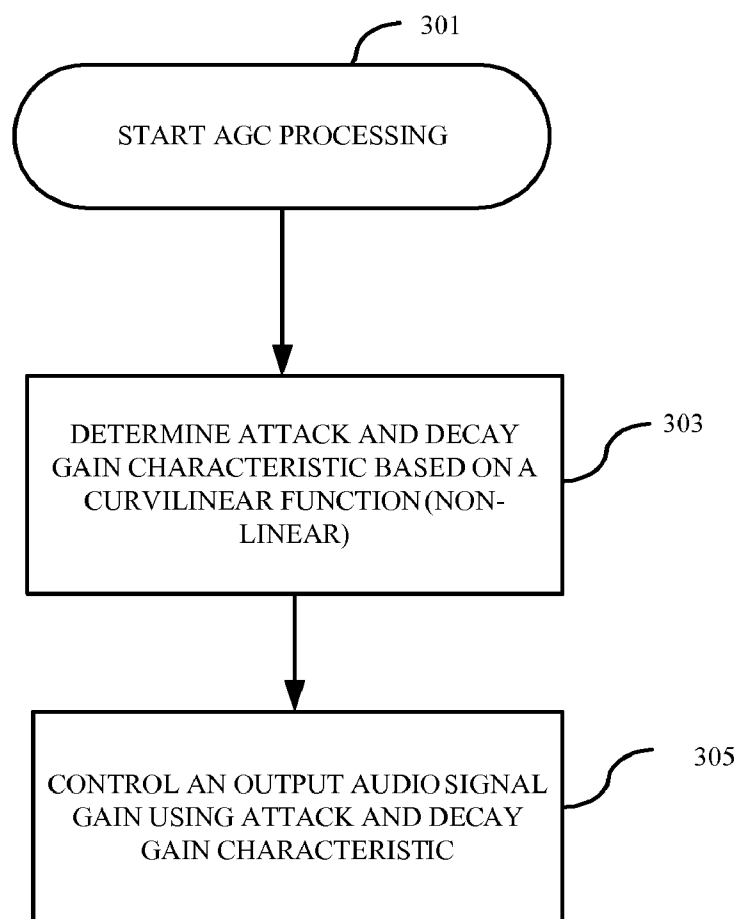 301
START AGC PROCESSING
303
DETERMINE ATTACK AND DECAY
GAIN CHARACTERISTIC BASED ON A
CURVILINEAR FUNCTION (NON-
LINEAR)
305
CONTROL AN OUTPUT AUDIO SIGNAL
GAIN USING ATTACK AND DECAY
GAIN CHARACTERISTIC